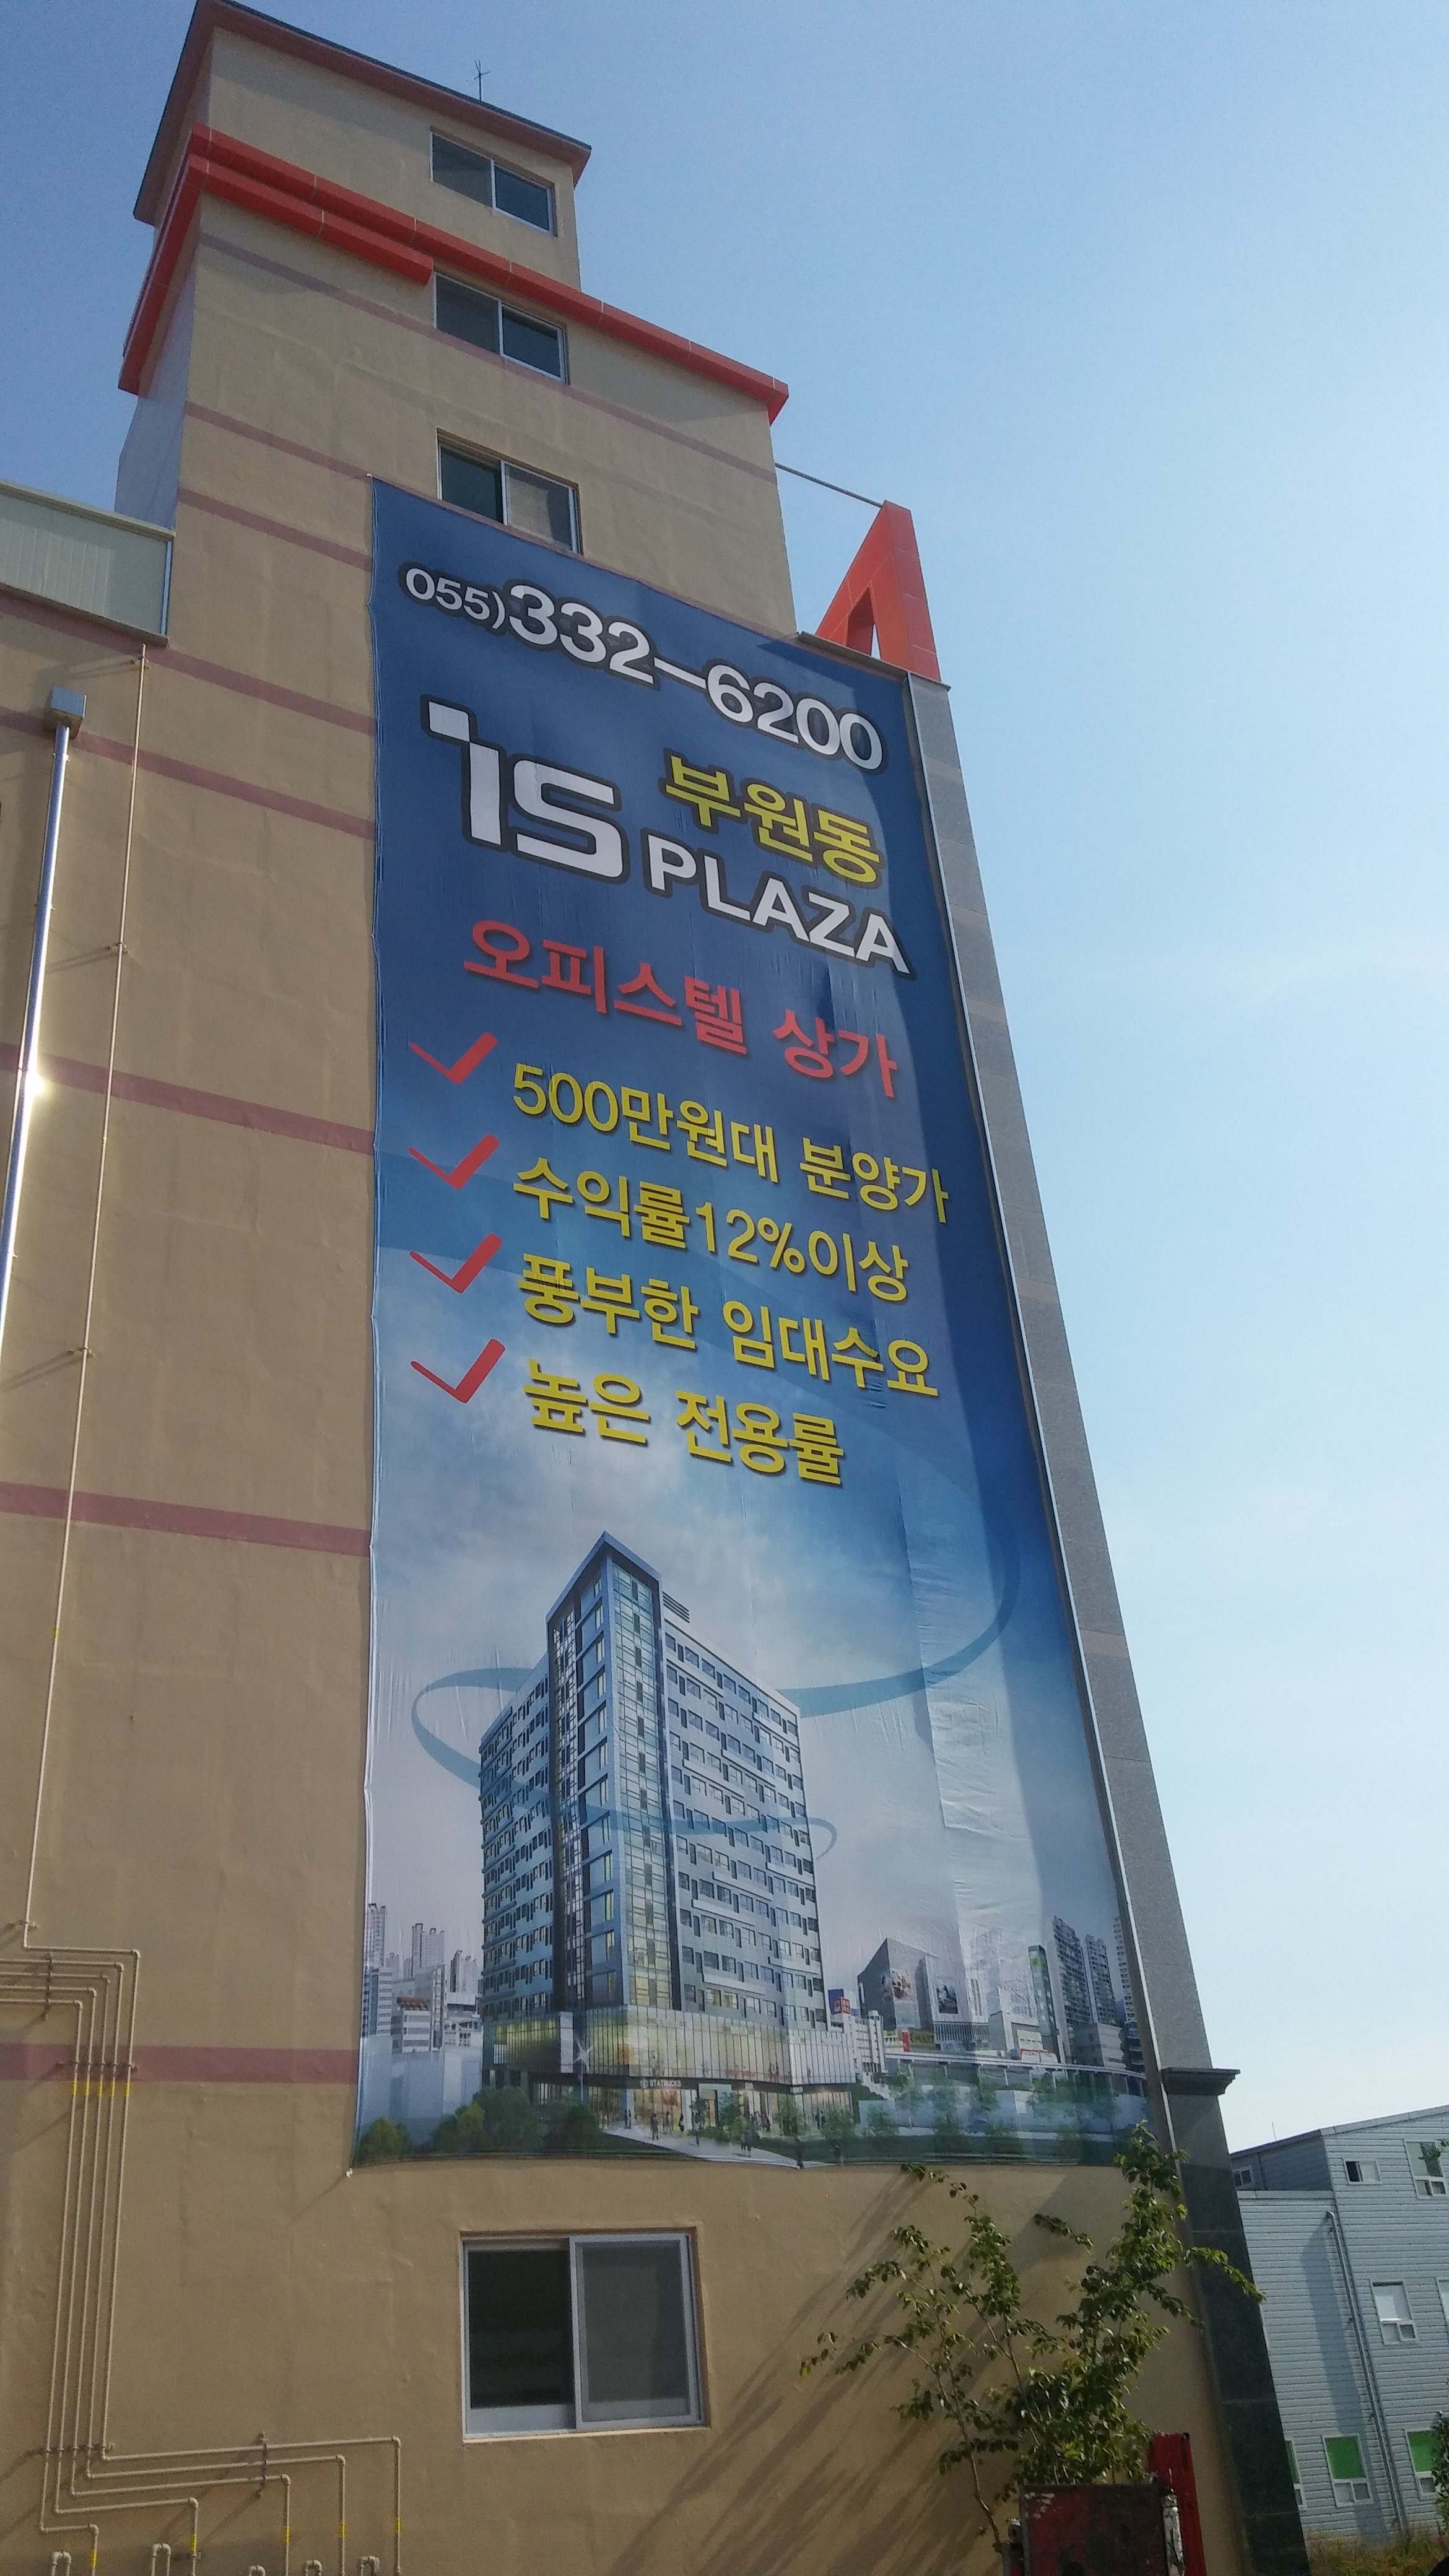 055)332-6200
부원동
is PLAZA
오피스텔 상가
500만원대 분양가
수익률12%이상
풍부한 임대수요
높은 전용률